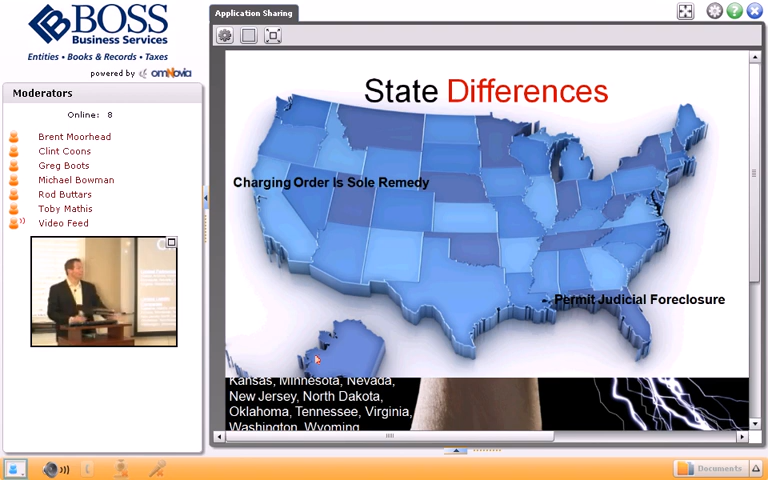 BOSS
Business Services
Entities • Books & Records • Taxes
powered by omNovia
Moderators
Online: 8
Brent Moorhead
Clint Coons
Greg Boots
Michael Bowman
Rod Buttars
Toby Mathis
Video Feed
Application Sharing
State Differences
Charging Order Is Sole Remedy
Permit Judicial Foreclosure
Kansas, Minnesota, Nevada,
New Jersey, North Dakota,
Oklahoma, Tennessee, Virginia,
Washington, Wyoming
Documents